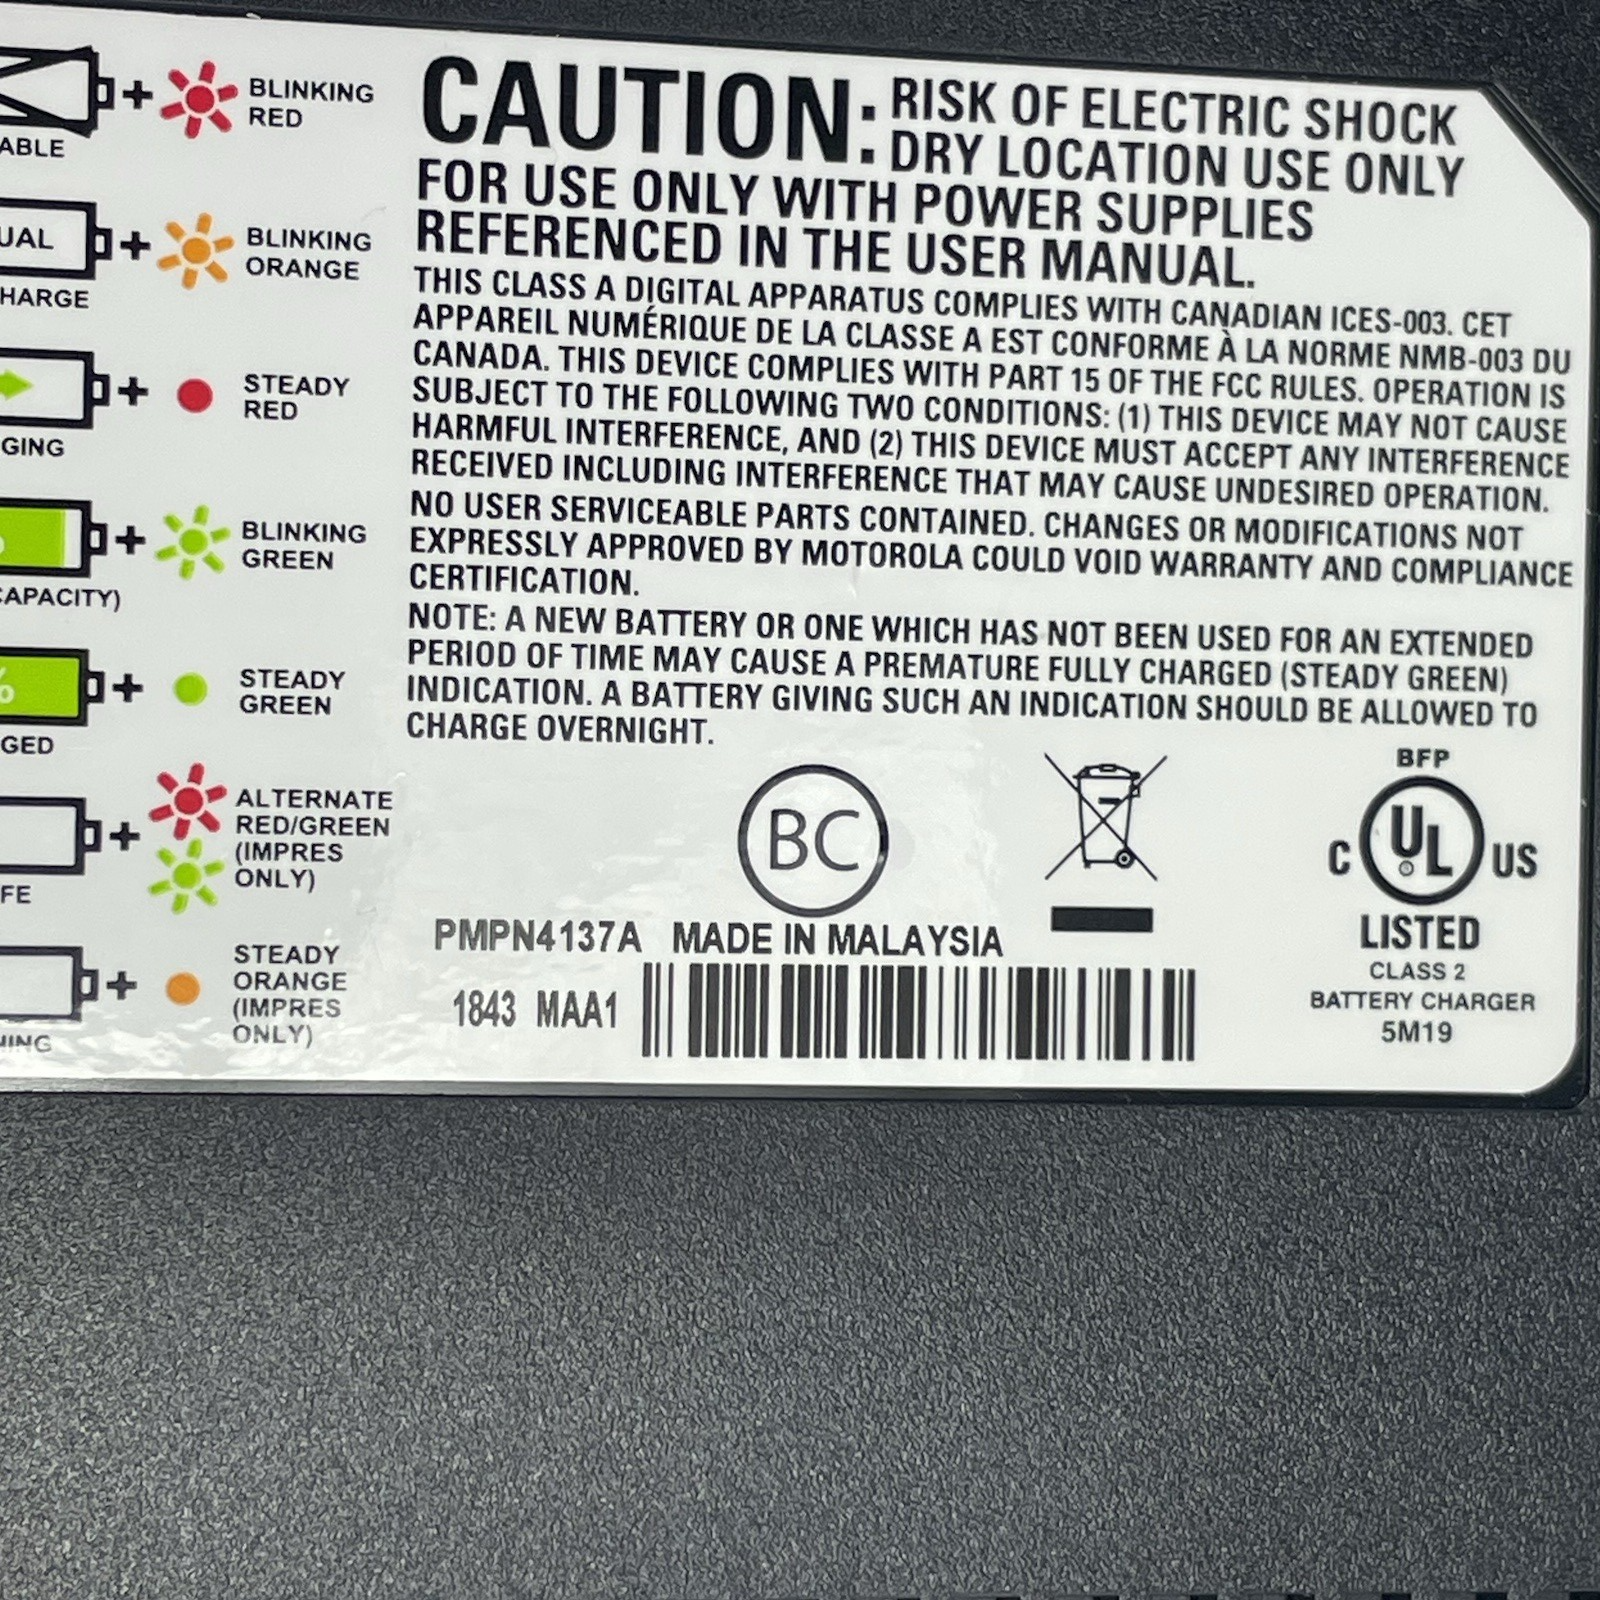 ABLE
BLINKING
RED
UAL
HARGE
BLINKING
ORANGE
GING
STEADY
RED
CAPACITY)
BLINKING
GREEN
%
GED
STEADY
GREEN
FE
ALTERNATE
RED/GREEN
(IMPRES
ONLY)
STEADY
ORANGE
(IMPRES
ONLY)
CAUTION: RISK OF ELECTRIC SHOCK
DRY LOCATION USE ONLY
FOR USE ONLY WITH POWER SUPPLIES
REFERENCED IN THE USER MANUAL.
THIS CLASS A DIGITAL APPARATUS COMPLIES WITH CANADIAN ICES-003. CET
APPAREIL NUMÉRIQUE DE LA CLASSE A EST CONFORME À LA NORME NMB-003 DU
CANADA. THIS DEVICE COMPLIES WITH PART 15 OF THE FCC RULES. OPERATION IS
SUBJECT TO THE FOLLOWING TWO CONDITIONS: (1) THIS DEVICE MAY NOT CAUSE
HARMFUL INTERFERENCE, AND (2) THIS DEVICE MUST ACCEPT ANY INTERFERENCE
RECEIVED INCLUDING INTERFERENCE THAT MAY CAUSE UNDESIRED OPERATION.
NO USER SERVICEABLE PARTS CONTAINED. CHANGES OR MODIFICATIONS NOT
EXPRESSLY APPROVED BY MOTOROLA COULD VOID WARRANTY AND COMPLIANCE
CERTIFICATION.
NOTE: A NEW BATTERY OR ONE WHICH HAS NOT BEEN USED FOR AN EXTENDED
PERIOD OF TIME MAY CAUSE A PREMATURE FULLY CHARGED (STEADY GREEN)
INDICATION. A BATTERY GIVING SUCH AN INDICATION SHOULD BE ALLOWED TO
CHARGE OVERNIGHT.
BC
PMPN4137A MADE IN MALAYSIA
1843 MAA1
BFP
C UL US
LISTED
CLASS 2
BATTERY CHARGER
5M19